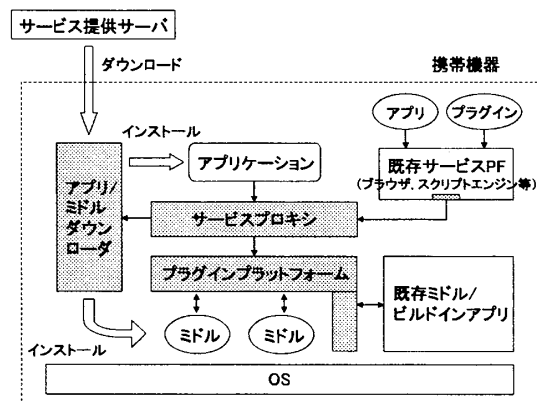 サービス提供サーバ
ダウンロード
携帯機器
インストール
アプリ
プラグイン
アプリケーション
既存サービスPF
(ブラウザ、スクリプトエンジン等)
アプリ/
ミドル
ダウン
ローダ
サービスプロキシ
プラグインプラットフォーム
既存ミドル/
ビルドインアプリ
ミドル
ミドル
インストール
OS